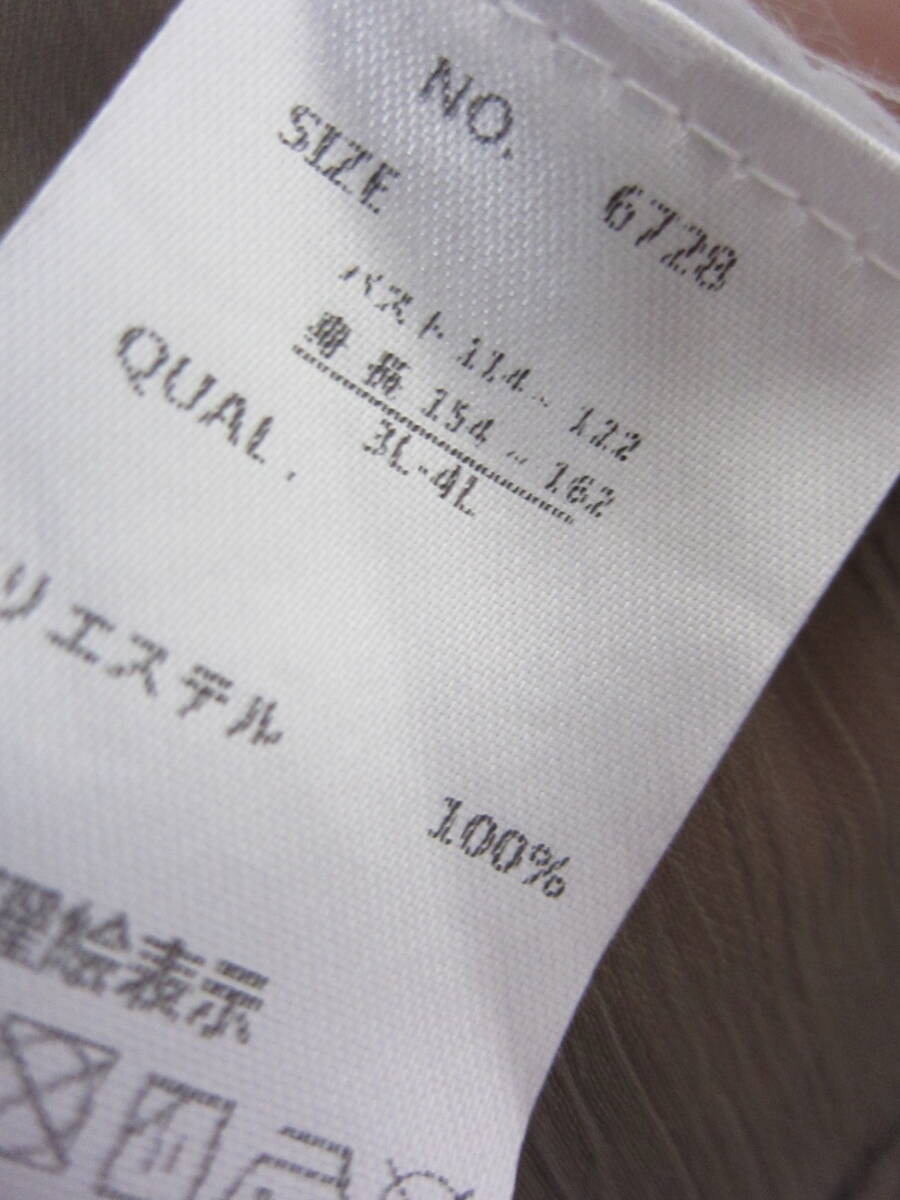 NO. 6728
SIZE
バスト 114~122
身長 154~162
3L-4L
QUAL.
リエステル
100%
絵表示